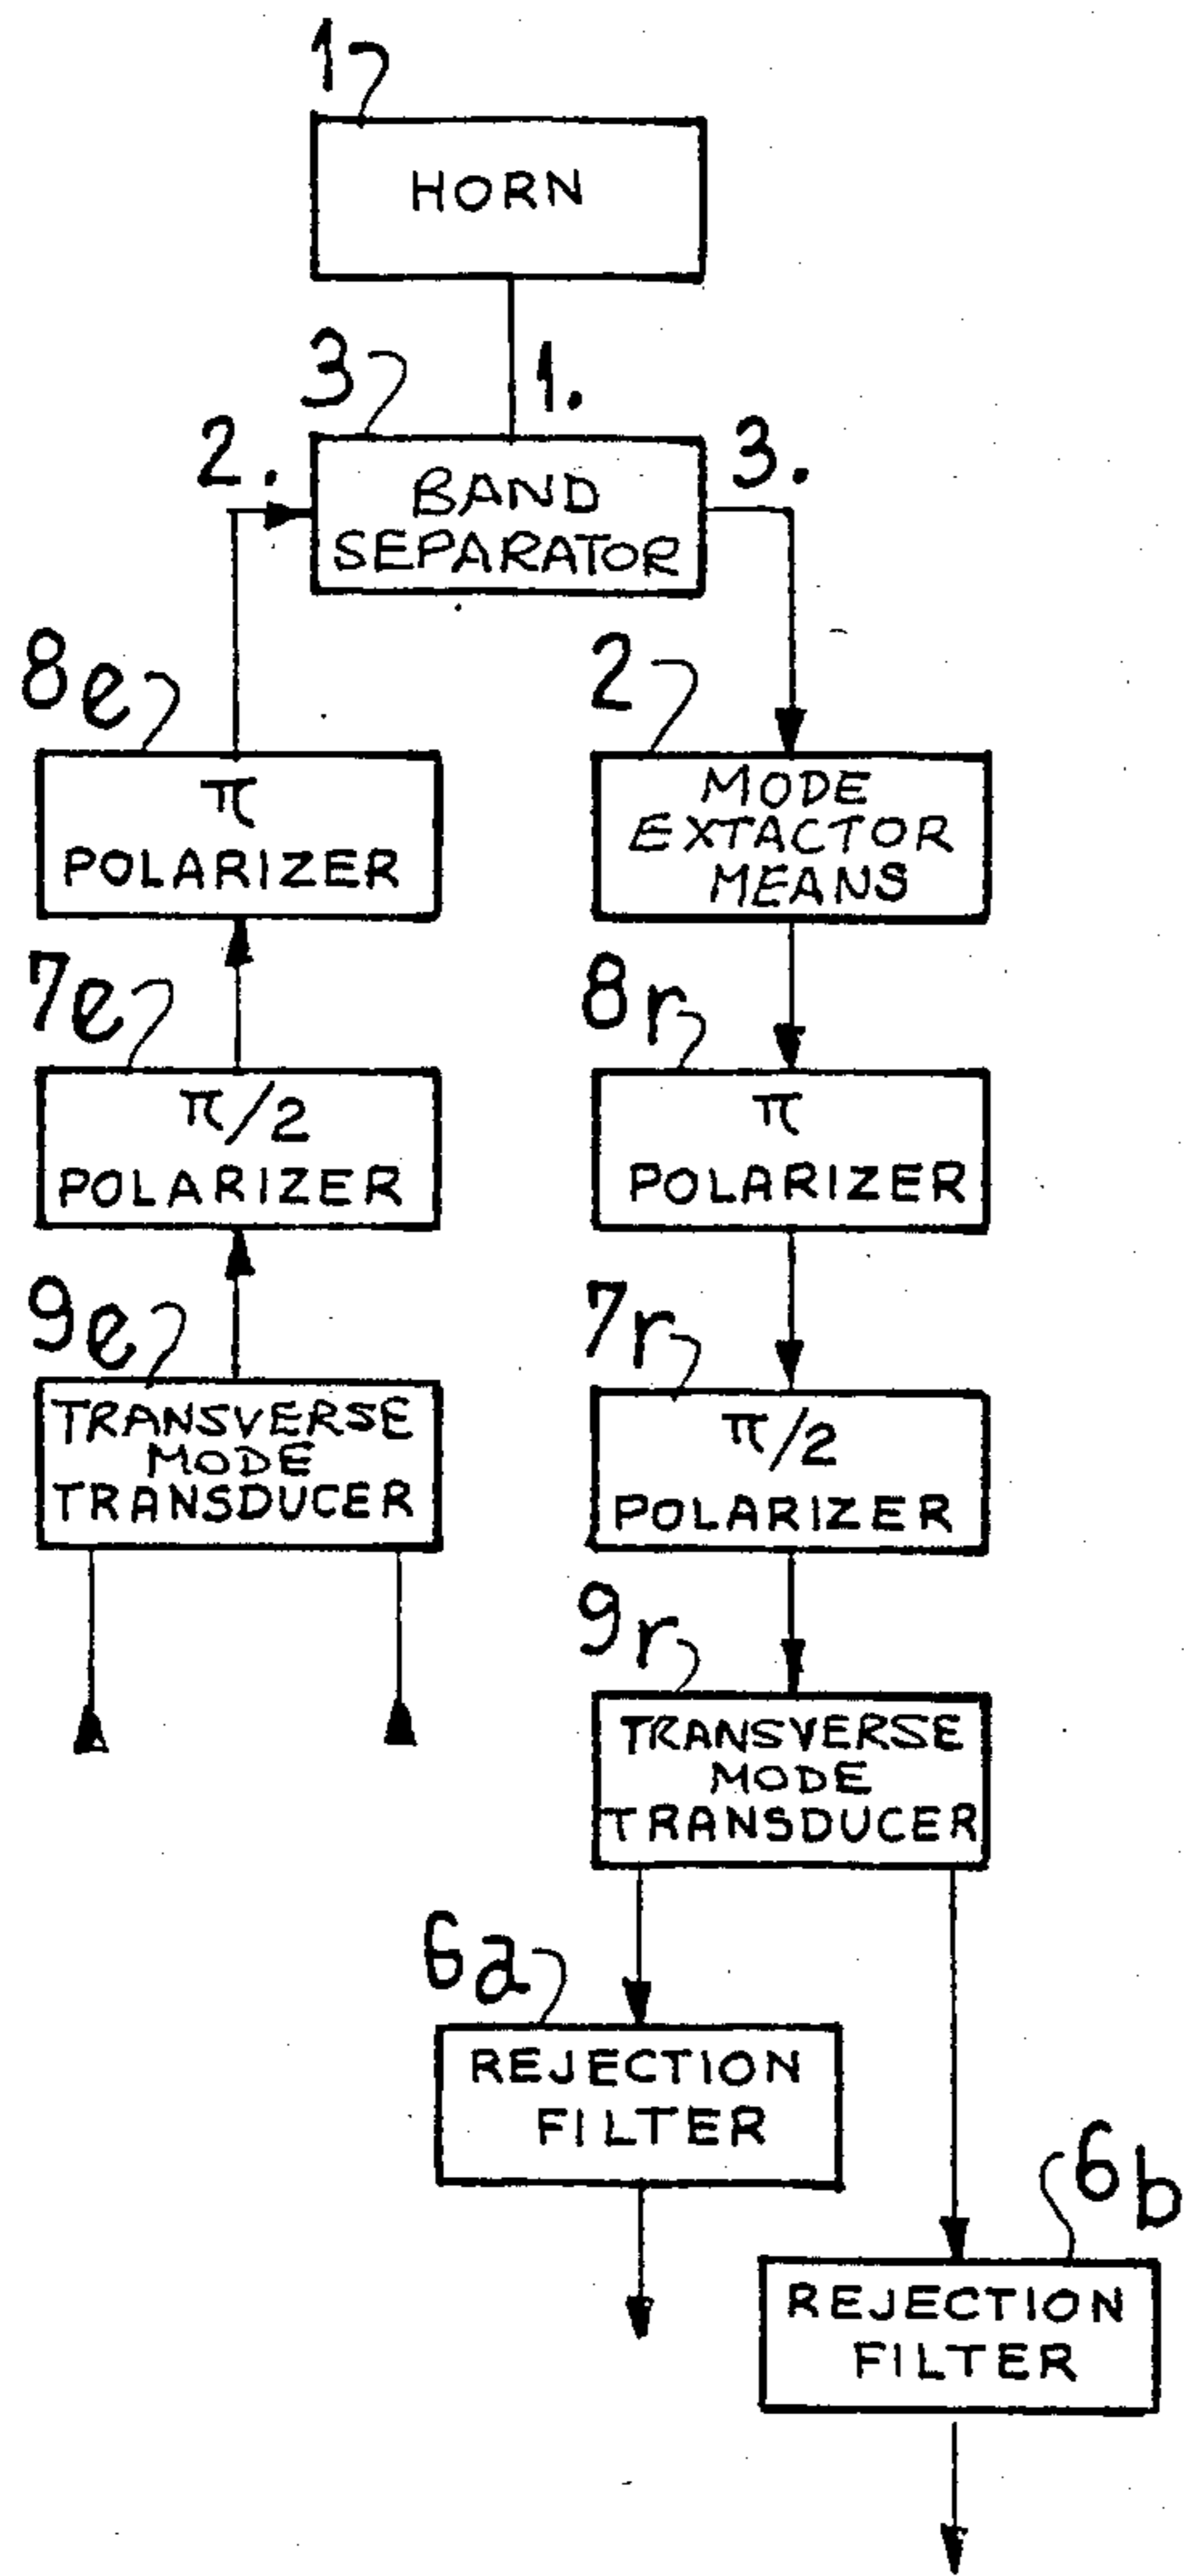 1
HORN
3
1.
2.
BAND
SEPARATOR
3.
8e
π
POLARIZER
2
MODE
EXTACTOR
MEANS
7e
π/2
POLARIZER
8r
π
POLARIZER
9e
TRANSVERSE
MODE
TRANSDUCER
7r
π/2
POLARIZER
9r
TRANSVERSE
MODE
TRANSDUCER
6a
REJECTION
FILTER
6b
REJECTION
FILTER